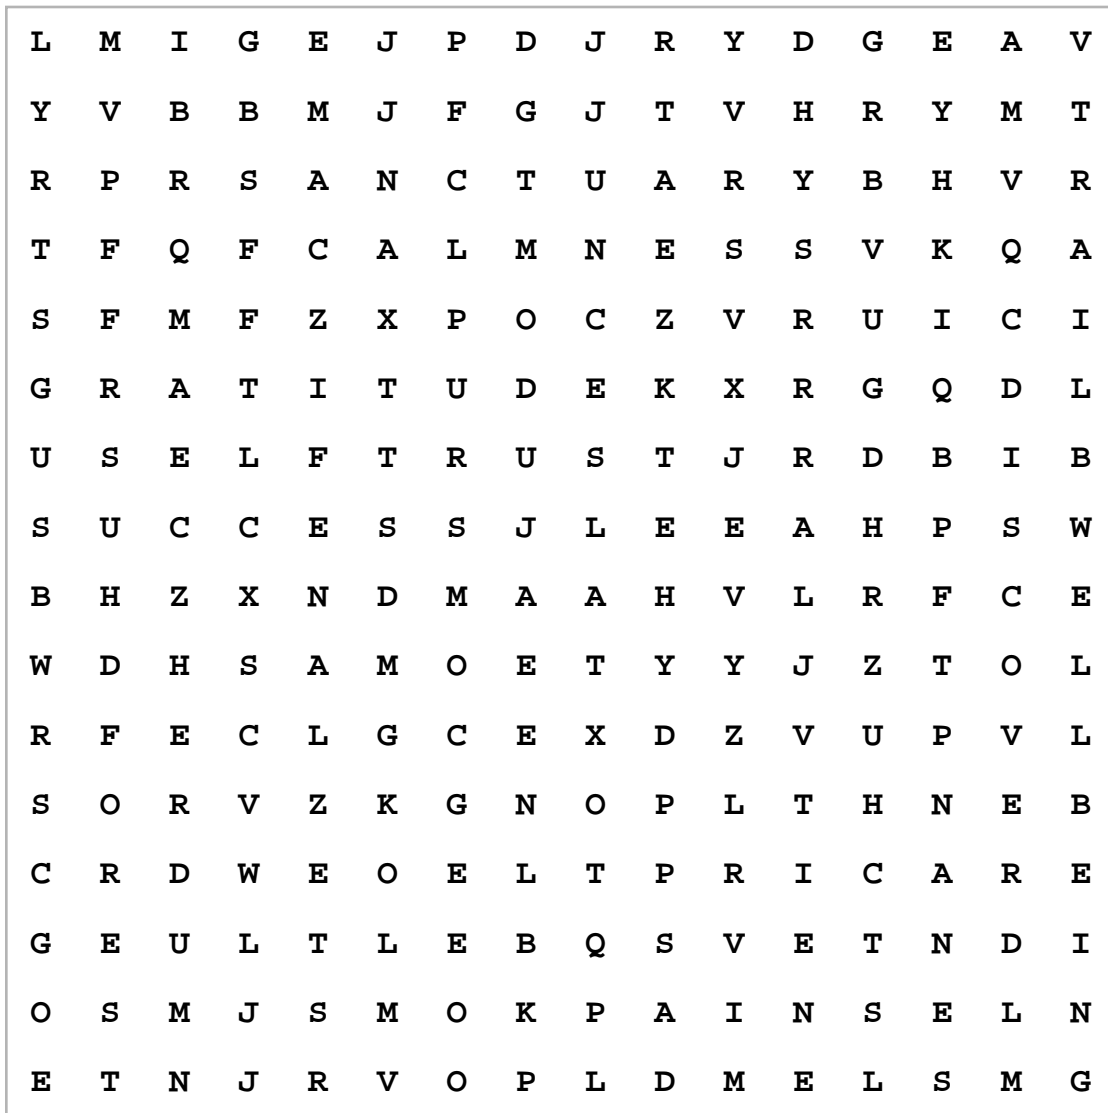 L M I G E J P D J R Y D G E A V
Y V B B M J F G J T V H R Y M T
R P R S A N C T U A R Y B H V R
T F Q F C A L M N E S S V K Q A
S F M F Z X P O C Z V R U I C I
G R A T I T U D E K X R G Q D L
U S E L F T R U S T J R D B I B
S U C C E S S J L E E A H P S W
B H Z X N D M A A H V L R F C E
W D H S A M O E T Y Y J Z T O L
R F E C L G C E X D Z V U P V L
S O R V Z K G N O P L T H N E B
C R D W E O E L T P R I C A R E
G E U L T L E B Q S V E T N D I
O S M J S M O K P A I N S E L N
E T N J R V O P L D M E L S M G